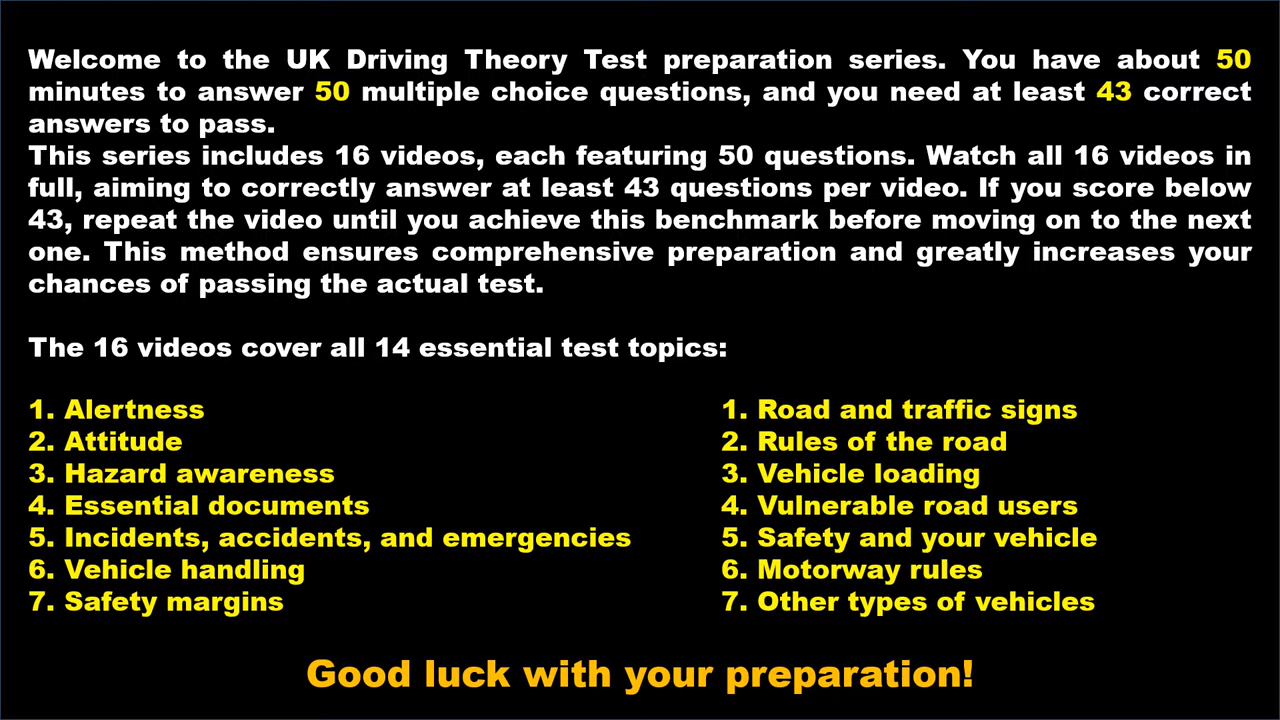 Welcome to the UK Driving Theory Test preparation series. You have about 50
minutes to answer 50 multiple choice questions, and you need at least 43 correct
answers to pass.
This series includes 16 videos, each featuring 50 questions. Watch all 16 videos in
full, aiming to correctly answer at least 43 questions per video. If you score below
43, repeat the video until you achieve this benchmark before moving on to the next
one. This method ensures comprehensive preparation and greatly increases your
chances of passing the actual test.
The 16 videos cover all 14 essential test topics:
1. Alertness
2. Attitude
3. Hazard awareness
4. Essential documents
5. Incidents, accidents, and emergencies
6. Vehicle handling
7. Safety margins
1. Road and traffic signs
2. Rules of the road
3. Vehicle loading
4. Vulnerable road users
5. Safety and your vehicle
6. Motorway rules
7. Other types of vehicles
Good luck with your preparation!